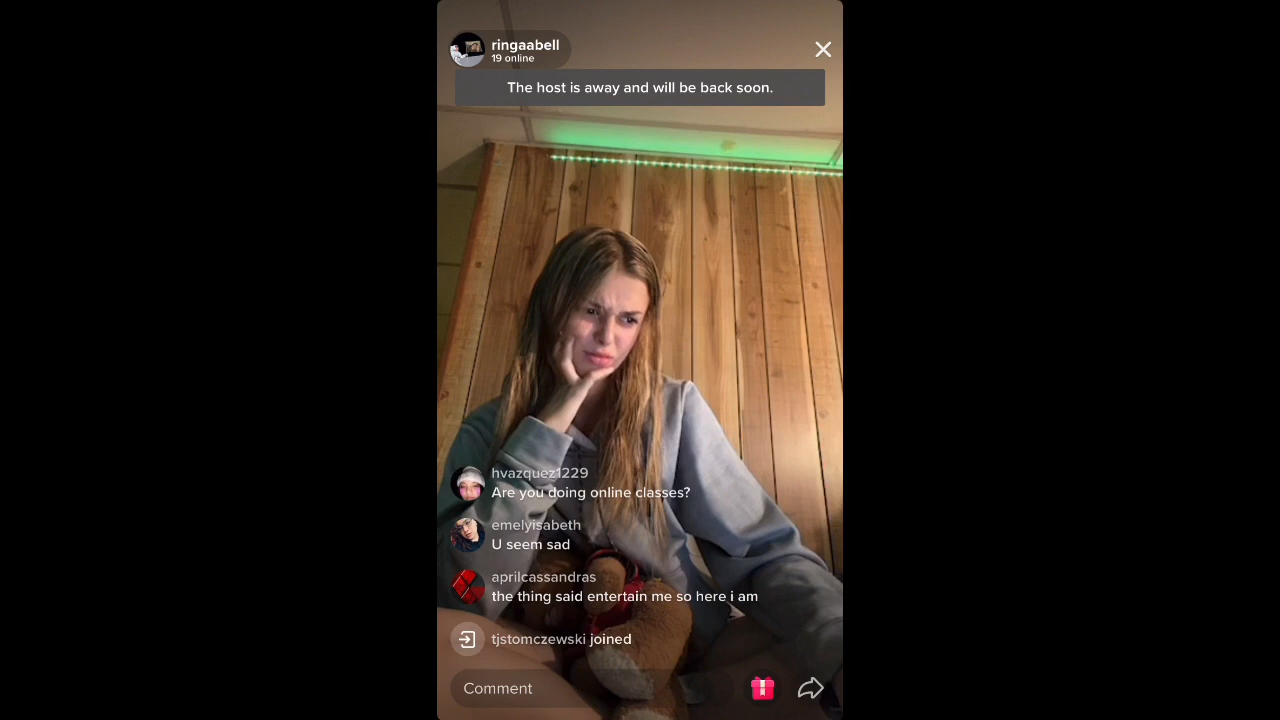 ringaabell
19 online
The host is away and will be back soon.
hvazquez1229
Are you doing online classes?
emelyisabeth
U seem sad
aprilcassandras
the thing said entertain me so here i am
tjstomczewski joined
Comment